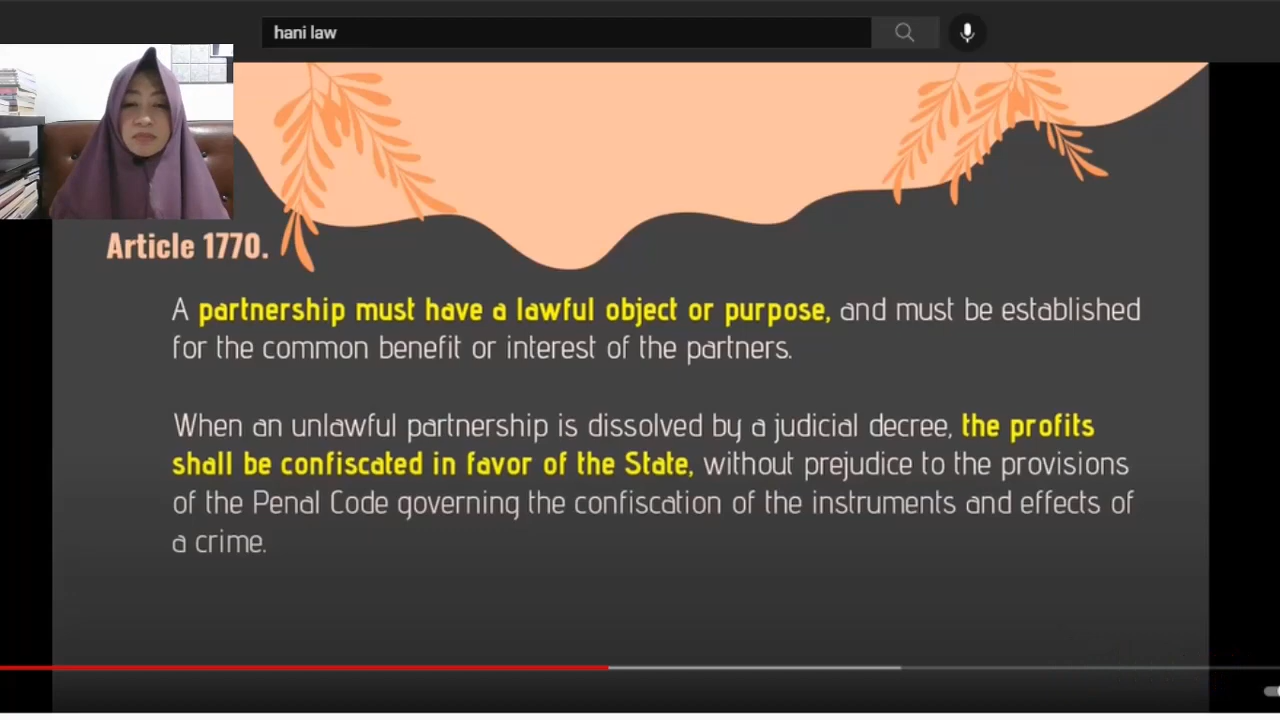 hani law
Article 1770.
A partnership must have a lawful object or purpose, and must be established
for the common benefit or interest of the partners.
When an unlawful partnership is dissolved by a judicial decree, the profits
shall be confiscated in favor of the State, without prejudice to the provisions
of the Penal Code governing the confiscation of the instruments and effects of
a crime.